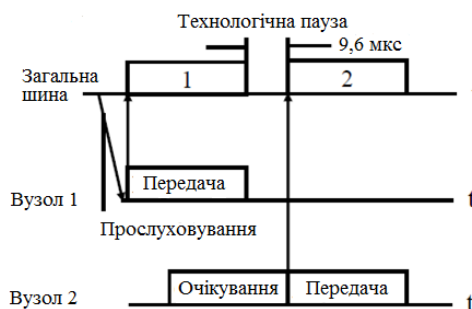 Технологічна пауза
9,6 мкс
Загальна
шина
1
2
Передача
t
Вузол 1
Прослуховування
Очікування
Передача
Вузол 2
t